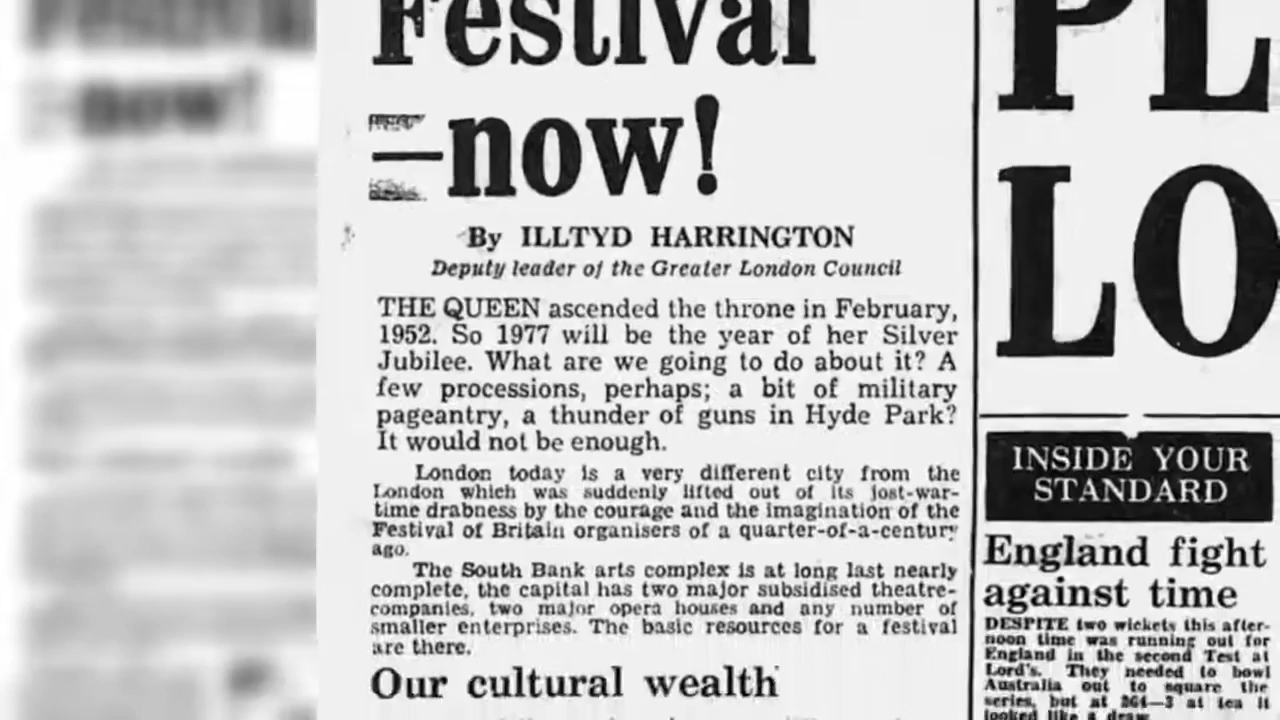 Festival
—now!
By ILLTYD HARRINGTON
Deputy leader of the Greater London Council
THE QUEEN ascended the throne in February,
1952. So 1977 will be the year of her Silver
Jubilee. What are we going to do about it? A
few processions, perhaps; a bit of military
pageantry, a thunder of guns in Hyde Park?
It would not be enough.
London today is a very different city from the
London which was suddenly lifted out of its post-war-
time drabness by the courage and the imagination of the
Festival of Britain organisers of a quarter-of-a-century
ago.
The South Bank arts complex is at long last nearly
complete, the capital has two major subsidised theatre-
companies, two major opera houses and any number of
smaller enterprises. The basic resources for a festival
are there.
Our cultural wealth
PL
LO
INSIDE YOUR
STANDARD
England fight
against time
DESPITE two wickets this after-
noon time was running out for
England in the second Test at
Lord's. They needed to bowl
Australia out to square the
series, but at 264—3 at tea it
looked like a draw